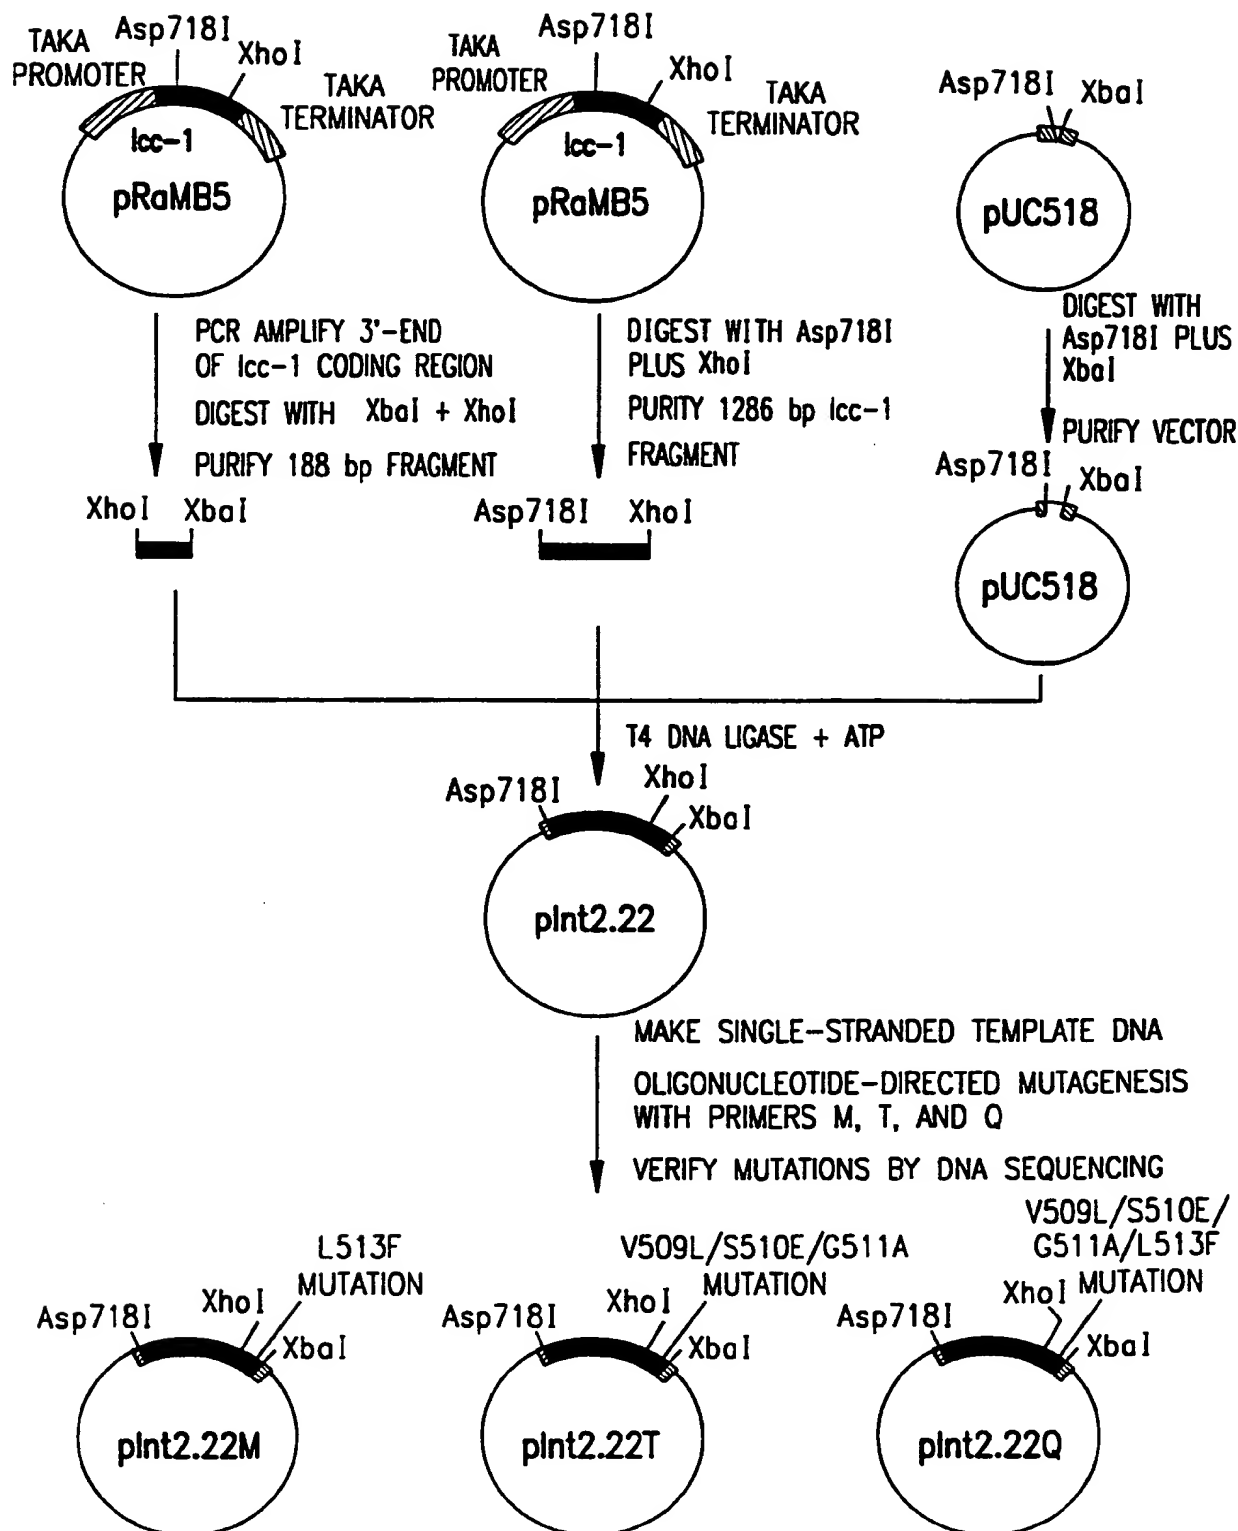 TAKA
PROMOTER
Asp718I
XhoI
TAKA
TERMINATOR
lcc-1
pRaMB5
TAKA
PROMOTER
Asp718I
XhoI
TAKA
TERMINATOR
lcc-1
pRaMB5
Asp718I
XbaI
pUC518
PCR AMPLIFY 3'-END
OF lcc-1 CODING REGION
DIGEST WITH XbaI + XhoI
PURIFY 188 bp FRAGMENT
XhoI XbaI
DIGEST WITH Asp718I
PLUS XhoI
PURITY 1286 bp lcc-1
FRAGMENT
Asp718I XhoI
DIGEST WITH
Asp718I PLUS
XbaI
PURIFY VECTOR
Asp718I
XbaI
pUC518
T4 DNA LIGASE + ATP
Asp718I
XhoI
XbaI
pInt2.22
MAKE SINGLE-STRANDED TEMPLATE DNA
OLIGONUCLEOTIDE-DIRECTED MUTAGENESIS
WITH PRIMERS M, T, AND Q
VERIFY MUTATIONS BY DNA SEQUENCING
L513F
MUTATION
XhoI
Asp718I
XbaI
pInt2.22M
V509L/S510E/G511A
MUTATION
XhoI
Asp718I
XbaI
pInt2.22T
V509L/S510E/
G511A/L513F
MUTATION
XhoI
Asp718I
XbaI
pInt2.22Q